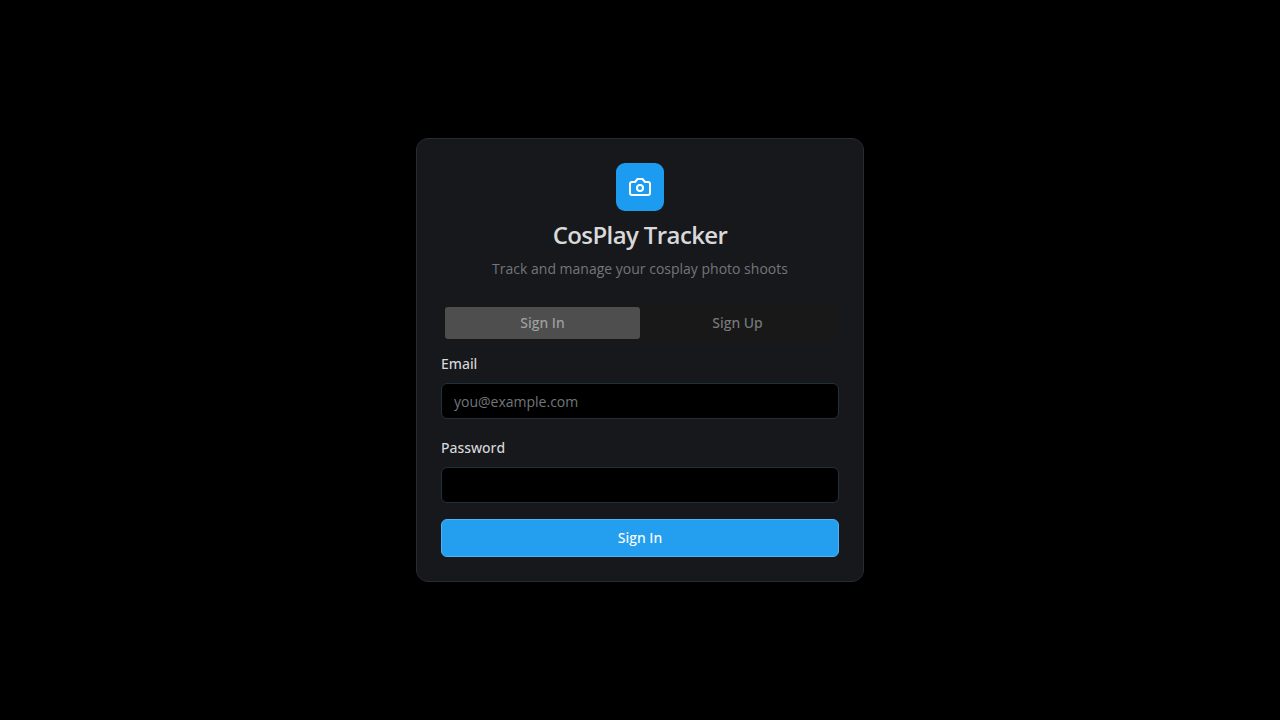 CosPlay Tracker
Track and manage your cosplay photo shoots
Sign In
Sign Up
Email
you@example.com
Password
Sign In